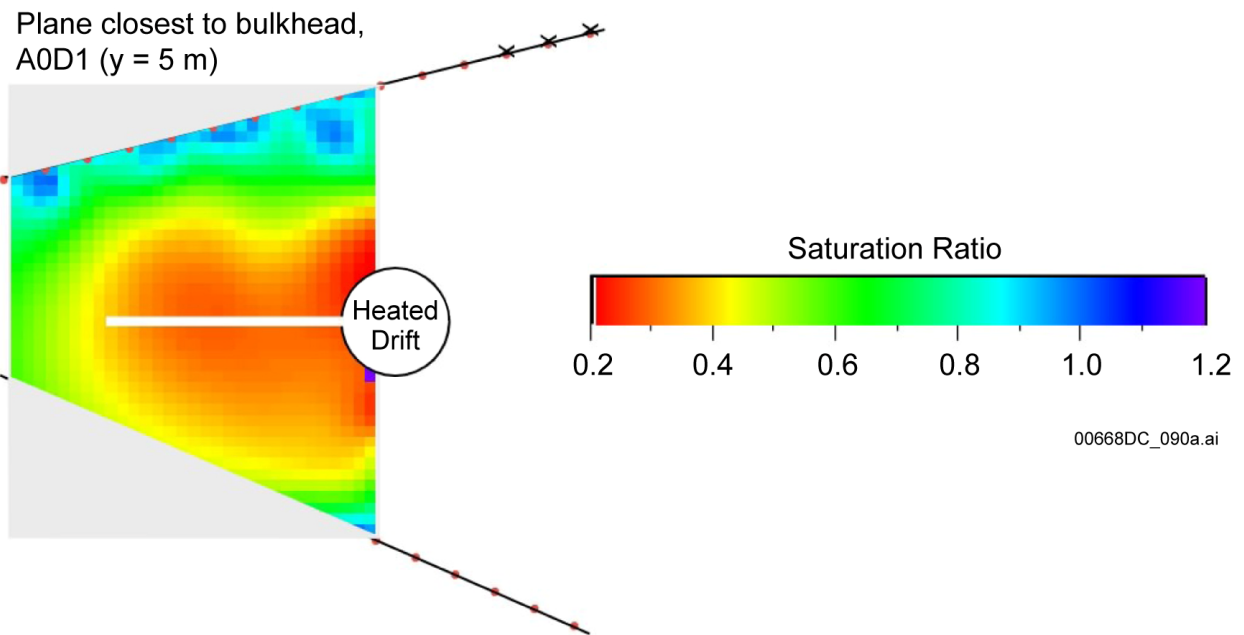 Plane closest to bulkhead,
A0D1 (y = 5 m)
Heated
Drift
Saturation Ratio
0.2 0.4 0.6 0.8 1.0 1.2
00668DC_090a.ai